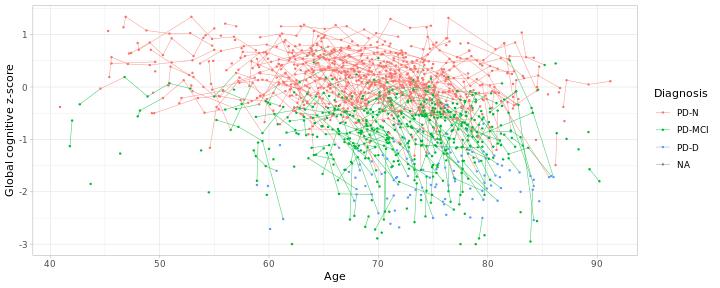 Global cognitive z-score
1
0
-1
-2
-3
40 50 60 70 80 90
Age
Diagnosis
PD-N
PD-MCI
PD-D
NA